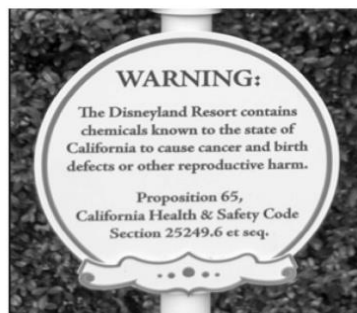 WARNING:
The Disneyland Resort contains
chemicals known to the state of
California to cause cancer and birth
defects or other reproductive harm.
Proposition 65,
California Health & Safety Code
Section 25249.6 et seq.